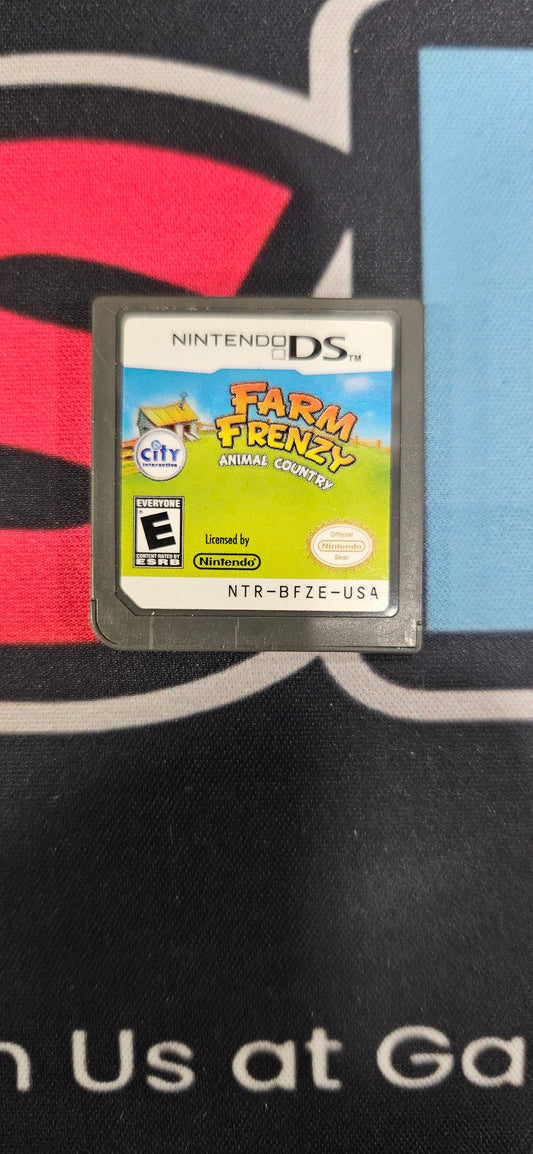 NINTENDO DS TM
FARM
FRENZY
ANIMAL COUNTRY
city
interactive
EVERYONE
E
CONTENT RATED BY
ESRB
Licensed by
Nintendo
Official
Nintendo
Seal
NTR-BFZE-USA
Us at Ga